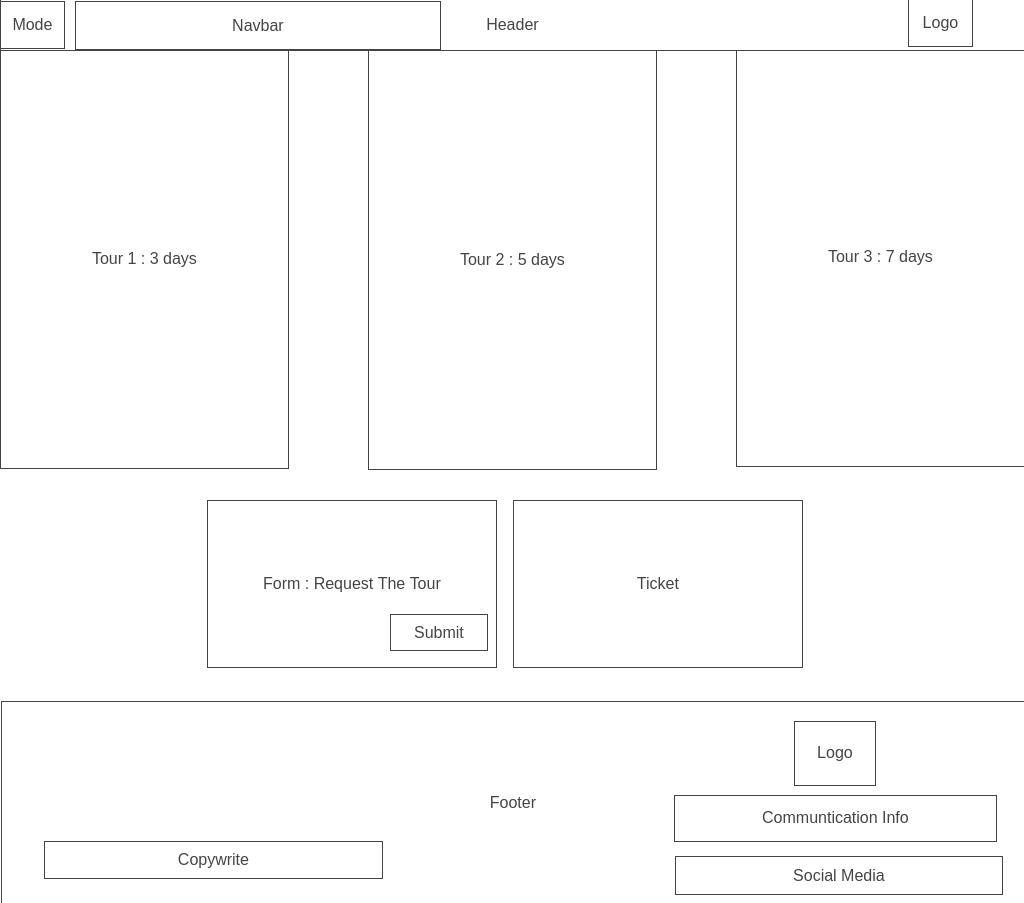 Mode
Navbar
Header
Logo
Tour 1 : 3 days
Tour 2 : 5 days
Tour 3 : 7 days
Form : Request The Tour
Submit
Ticket
Logo
Footer
Communtication Info
Copywrite
Social Media